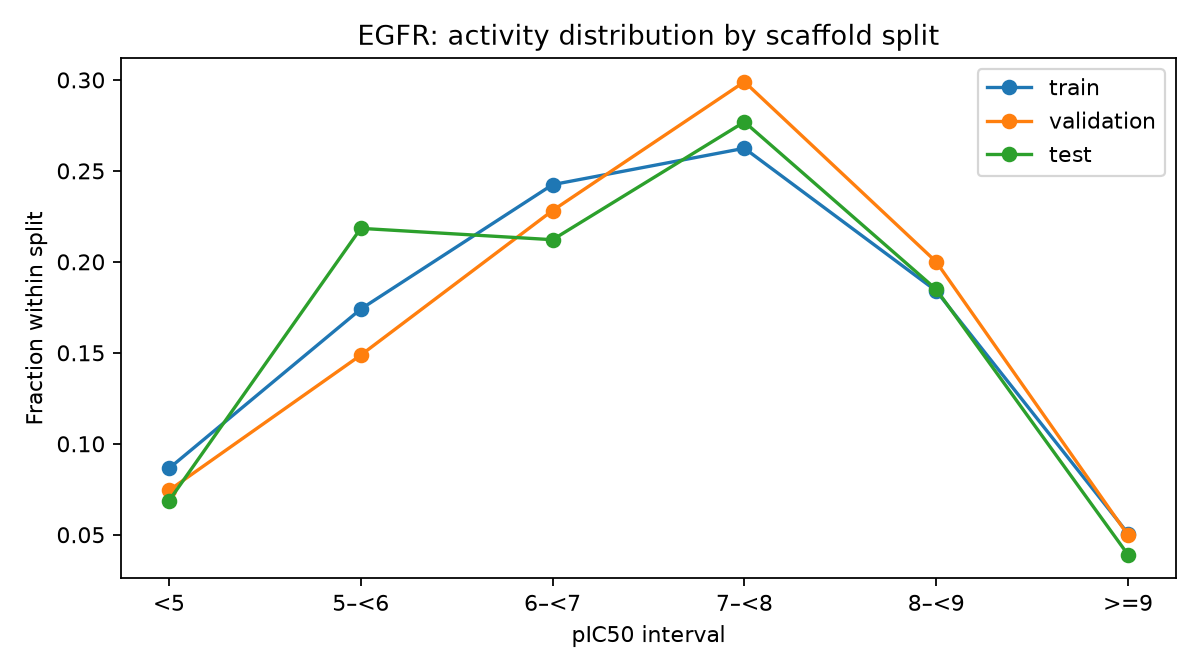 EGFR: activity distribution by scaffold split
train
validation
test
Fraction within split
0.30
0.25
0.20
0.15
0.10
0.05
<5
5–<6
6–<7
7–<8
8–<9
>=9
pIC50 interval